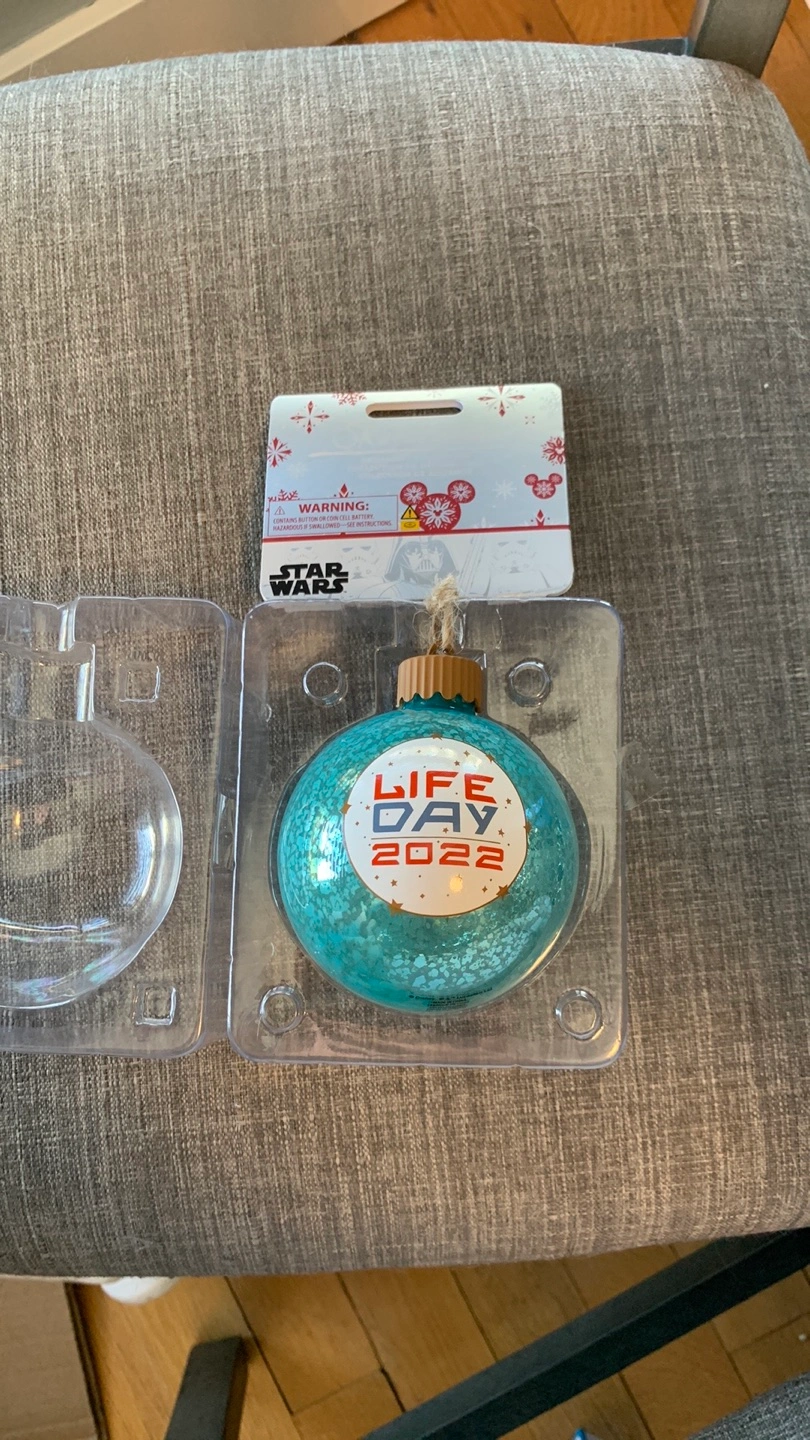 WARNING:
CONTAINS BUTTON OR COIN CELL BATTERY.
HAZARDOUS IF SWALLOWED—SEE INSTRUCTIONS.
STAR
WARS
LIFE
DAY
2022